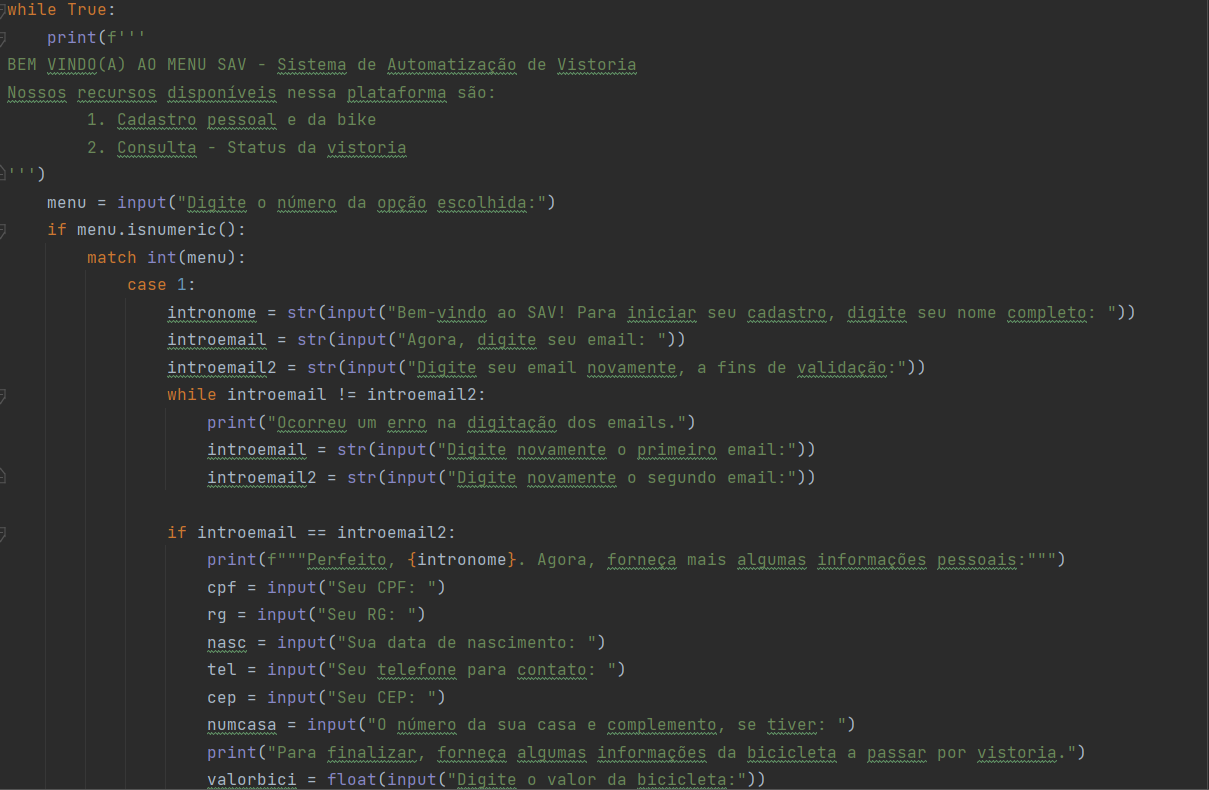 while True:
    print(f'''
BEM VINDO(A) AO MENU SAV - Sistema de Automatização de Vistoria
Nossos recursos disponíveis nessa plataforma são:
        1. Cadastro pessoal e da bike
        2. Consulta - Status da vistoria
''')
    menu = input("Digite o número da opção escolhida:")
    if menu.isnumeric():
        match int(menu):
            case 1:
                intronome = str(input("Bem-vindo ao SAV! Para iniciar seu cadastro, digite seu nome completo: "))
                introemail = str(input("Agora, digite seu email: "))
                introemail2 = str(input("Digite seu email novamente, a fins de validação:"))
                while introemail != introemail2:
                    print("Ocorreu um erro na digitação dos emails.")
                    introemail = str(input("Digite novamente o primeiro email:"))
                    introemail2 = str(input("Digite novamente o segundo email:"))

                if introemail == introemail2:
                    print(f"""Perfeito, {intronome}. Agora, forneça mais algumas informações pessoais:""")
                    cpf = input("Seu CPF: ")
                    rg = input("Seu RG: ")
                    nasc = input("Sua data de nascimento: ")
                    tel = input("Seu telefone para contato: ")
                    cep = input("Seu CEP: ")
                    numcasa = input("O número da sua casa e complemento, se tiver: ")
                    print("Para finalizar, forneça algumas informações da bicicleta a passar por vistoria.")
                    valorbici = float(input("Digite o valor da bicicleta:"))